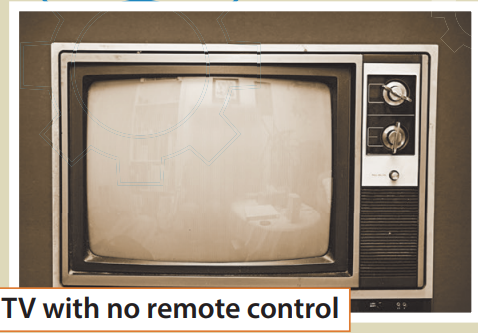 TV with no remote control